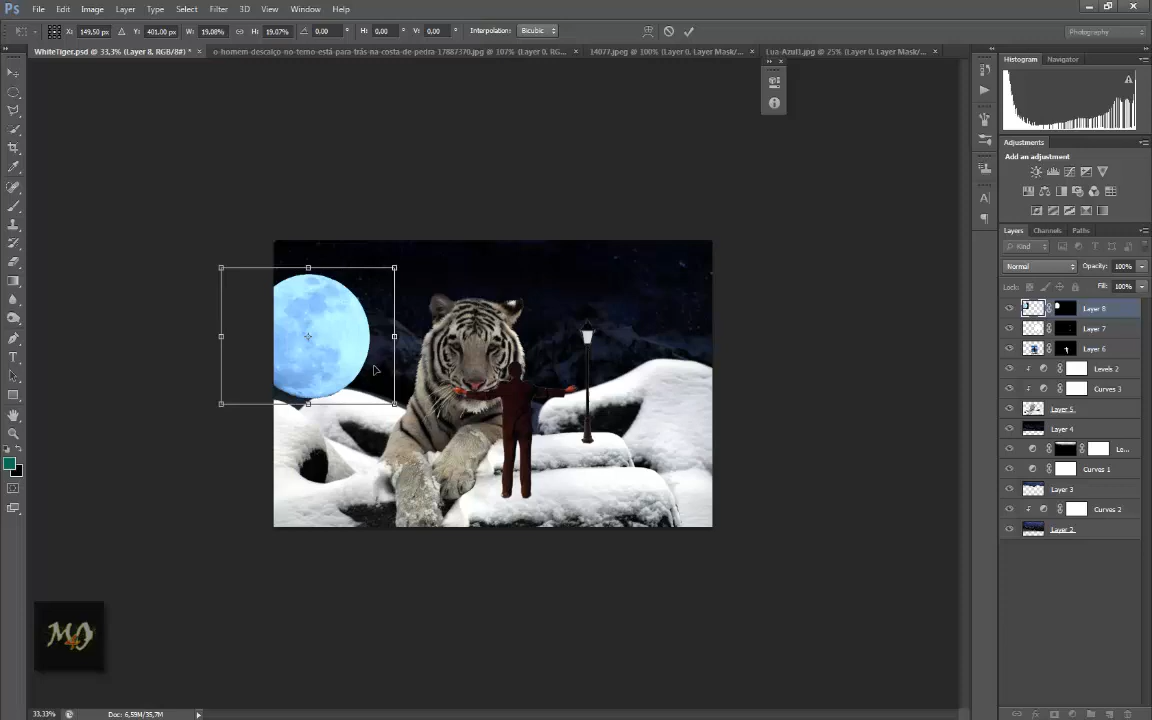 Ps File Edit Image Layer Type Select Filter 3D View Window Help
X: 149,50 px Y: 401,00 px W: 19,08% H: 19,07% 0,00 ° H: 0,00 ° V: 0,00 ° Interpolation: Bicubic Photography
WhiteTiger.psd @ 33,3% (Layer 8, RGB/8#) * × o-homem-descalço-no-terno-está-para-trás-na-costa-de-pedra-17887370.jpg @ 107% (Layer 0, RG... × 14077.jpeg @ 100% (Layer 0, Layer Mask/... × Lua-Azul1.jpg @ 25% (Layer 0, Layer Mask/... ×
Histogram Navigator
Adjustments
Add an adjustment
Layers Channels Paths
Kind
Normal Opacity: 100%
Lock: Fill: 100%
Layer 8
Layer 7
Layer 6
Levels 2
Curves 3
Layer 5
Layer 4
Le...
Curves 1
Layer 3
Curves 2
Layer 2
33,33% Doc: 6,59M/35,7M